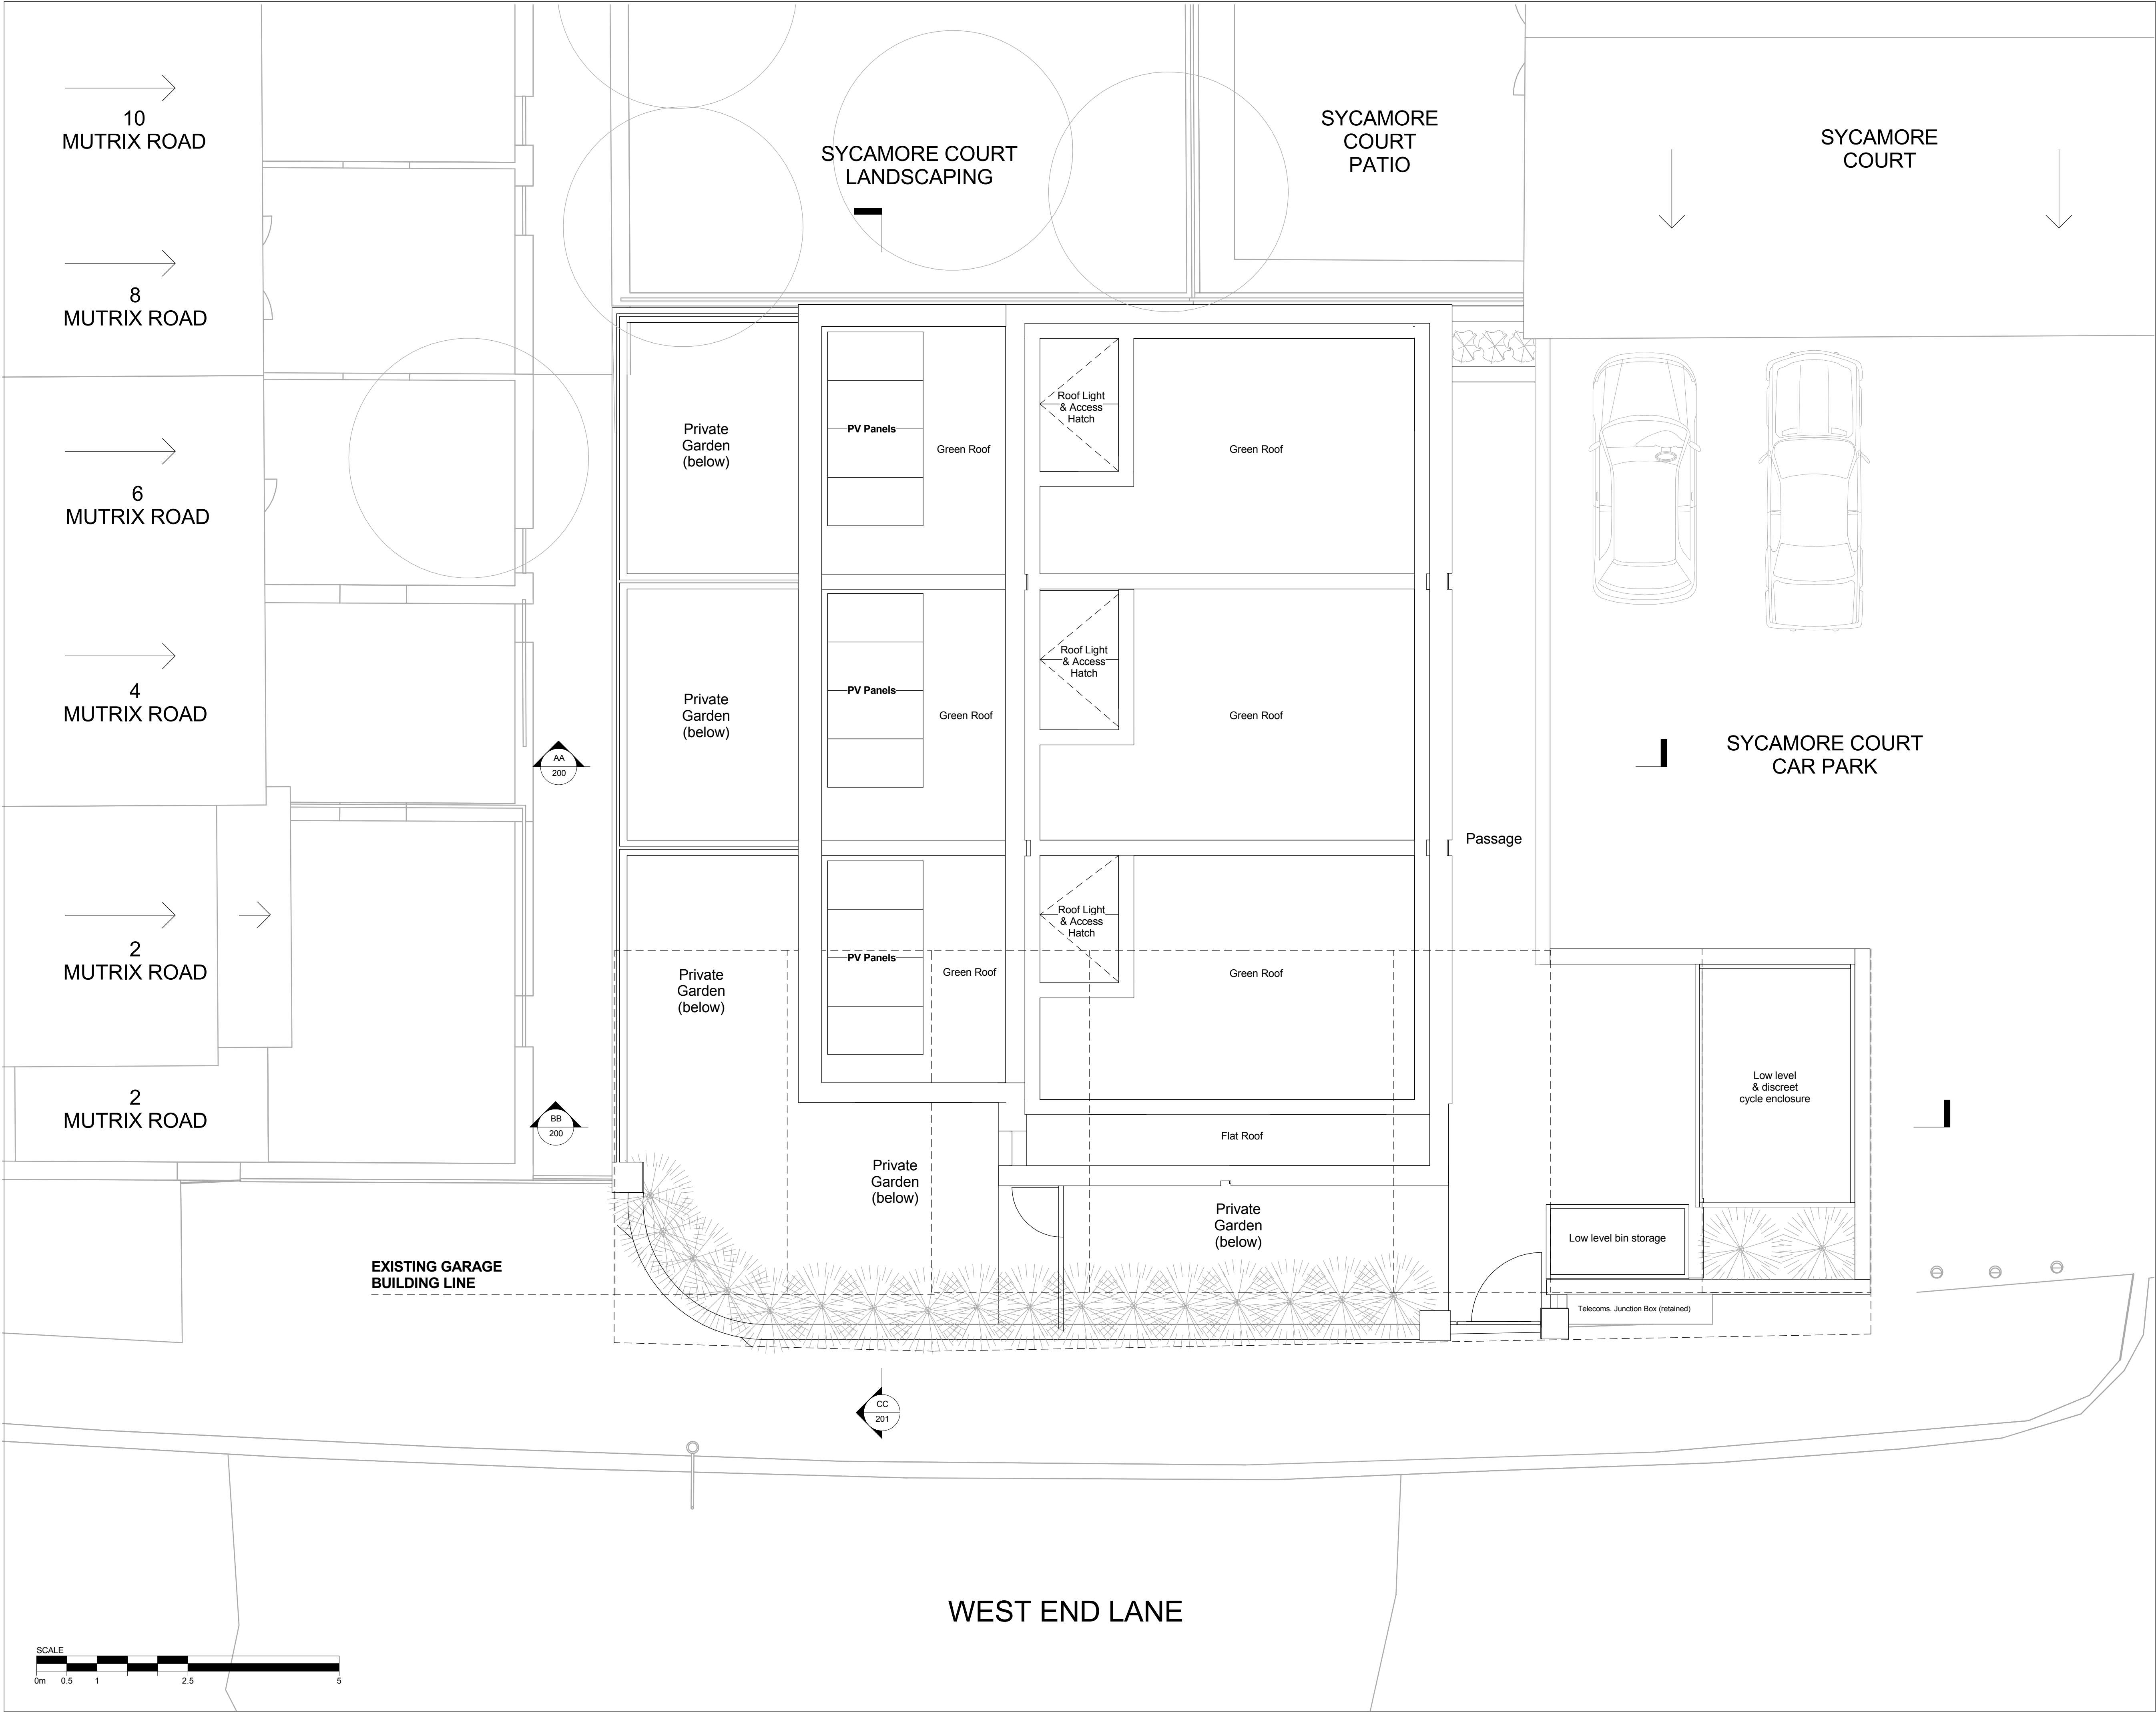 10
MUTRIX ROAD
SYCAMORE COURT
LANDSCAPING
SYCAMORE
COURT
PATIO
SYCAMORE
COURT
8
MUTRIX ROAD
6
MUTRIX ROAD
4
MUTRIX ROAD
2
MUTRIX ROAD
2
MUTRIX ROAD
Private
Garden
(below)
PV Panels
Green Roof
Roof Light
& Access
Hatch
Green Roof
Private
Garden
(below)
PV Panels
Green Roof
Roof Light
& Access
Hatch
Green Roof
AA
200
SYCAMORE COURT
CAR PARK
Passage
Private
Garden
(below)
PV Panels
Green Roof
Roof Light
& Access
Hatch
Green Roof
BB
200
Low level
& discreet
cycle enclosure
Flat Roof
Private
Garden
(below)
Private
Garden
(below)
Low level bin storage
EXISTING GARAGE
BUILDING LINE
Telecoms. Junction Box (retained)
CC
201
WEST END LANE
SCALE
0m 0.5 1 2.5 5